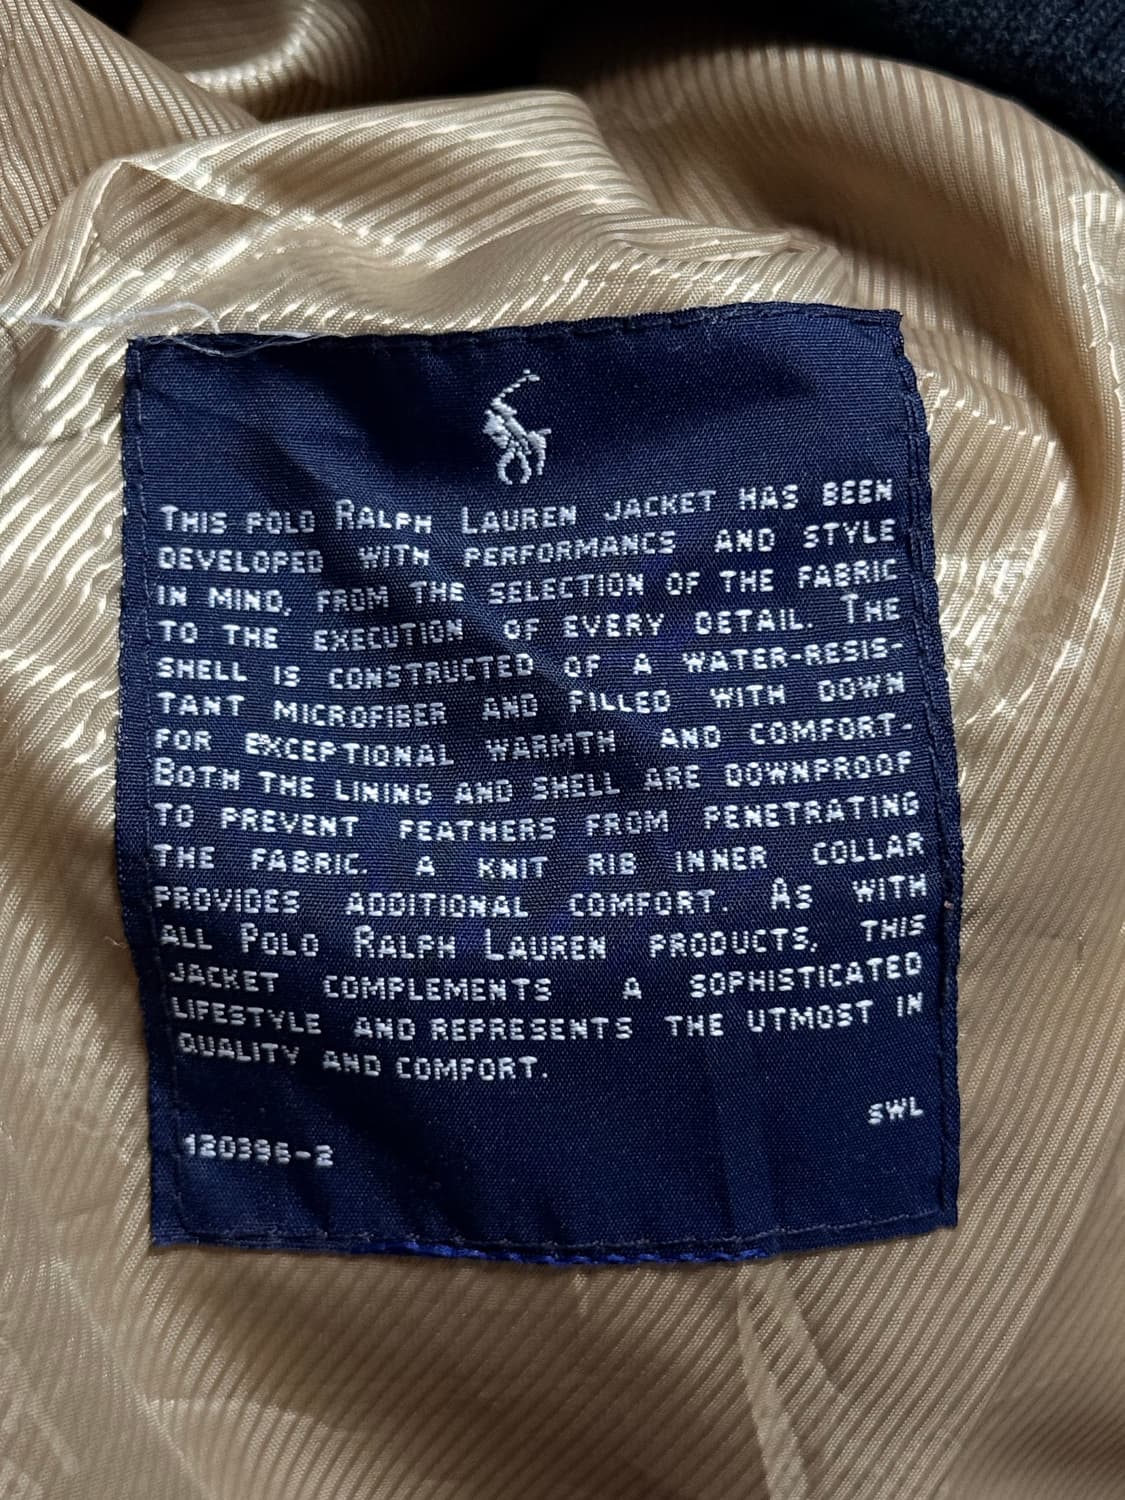 This polo Ralph Lauren jacket has been
developed with performance and style
in mind, from the selection of the fabric
to the execution of every detail. The
shell is constructed of a water-resis-
tant microfiber and filled with down
for exceptional warmth and comfort.
Both the lining and shell are downproof
to prevent feathers from penetrating
the fabric. A knit rib inner collar
provides additional comfort. As with
all Polo Ralph Lauren products, this
jacket complements a sophisticated
lifestyle and represents the utmost in
quality and comfort.
SWL
120396-2